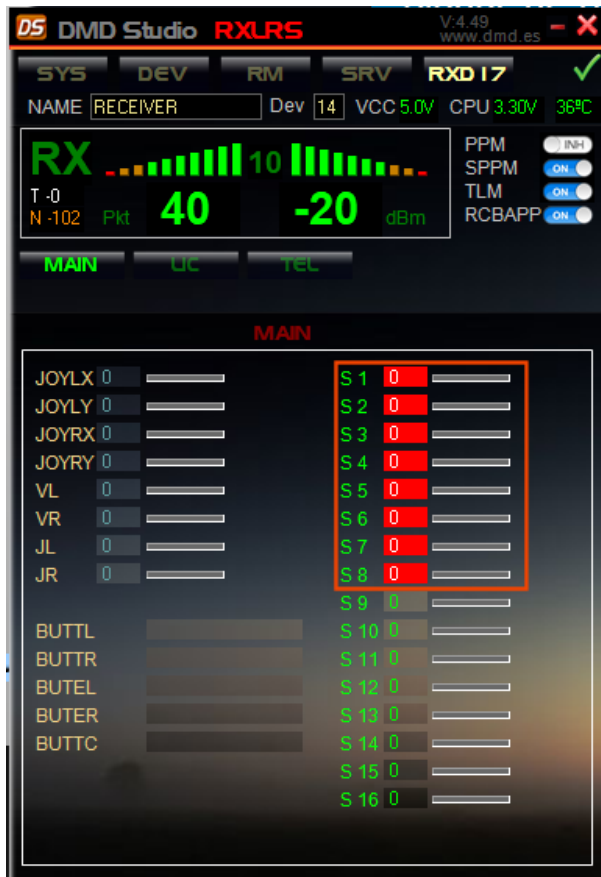 DS DMD Studio RXLRS V:4.49
www.dmd.es
SYS DEV RM SRV RXD17
NAME RECEIVER Dev 14 VCC 5.0V CPU 3.30V 36ºC
RX 10
T -0
N -102 Pkt 40 -20 dBm
PPM INH
SPPM ON
TLM ON
RCBAPP ON
MAIN LIC TEL
MAIN
JOYLX 0 S 1 0
JOYLY 0 S 2 0
JOYRX 0 S 3 0
JOYRY 0 S 4 0
VL 0 S 5 0
VR 0 S 6 0
JL 0 S 7 0
JR 0 S 8 0
S 9 0
BUTTL S 10 0
BUTTR S 11 0
BUTEL S 12 0
BUTER S 13 0
BUTTC S 14 0
S 15 0
S 16 0